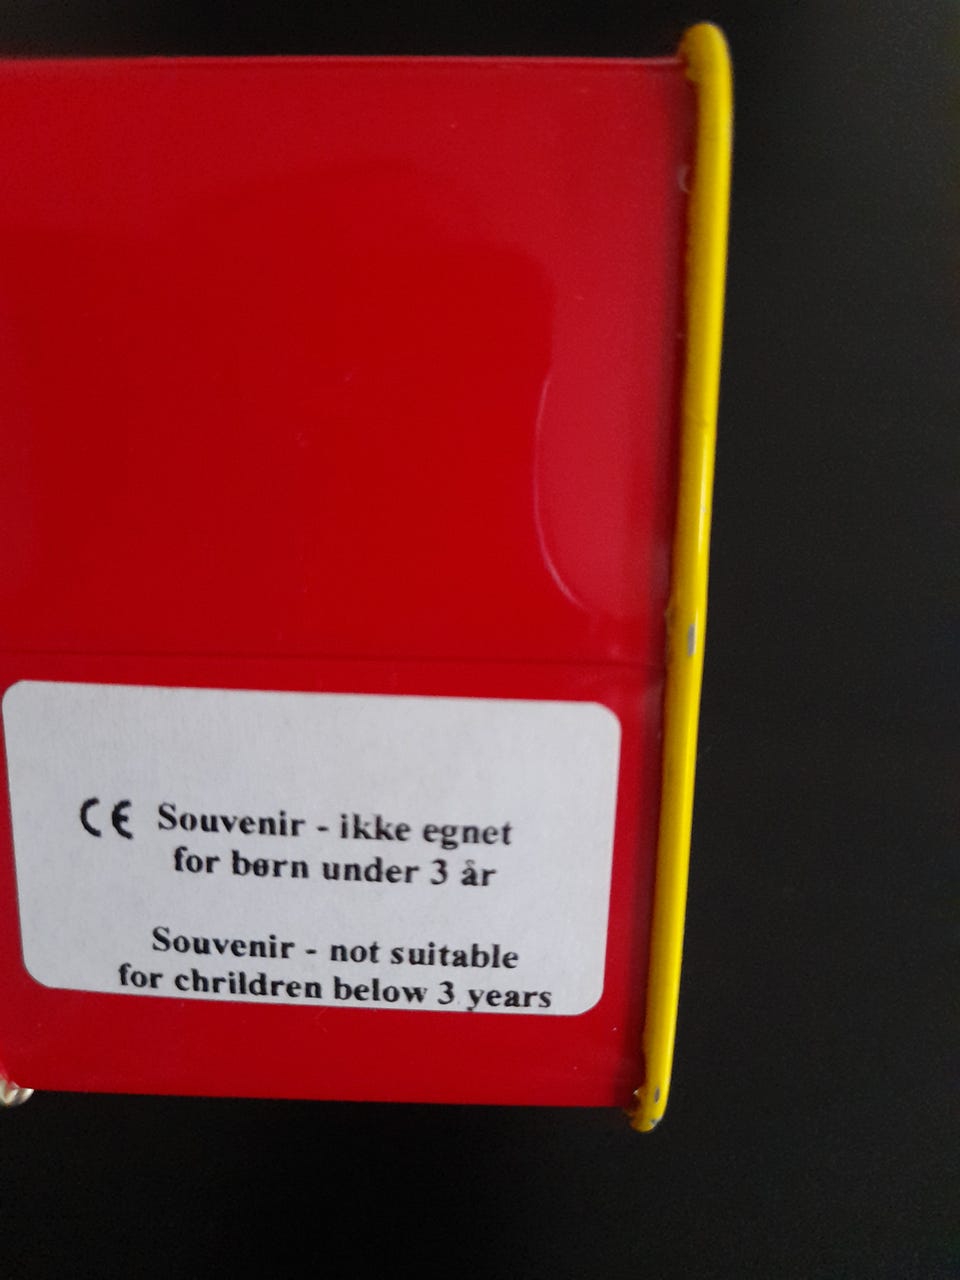 CE Souvenir - ikke egnet
for børn under 3 år
Souvenir - not suitable
for chrildren below 3 years